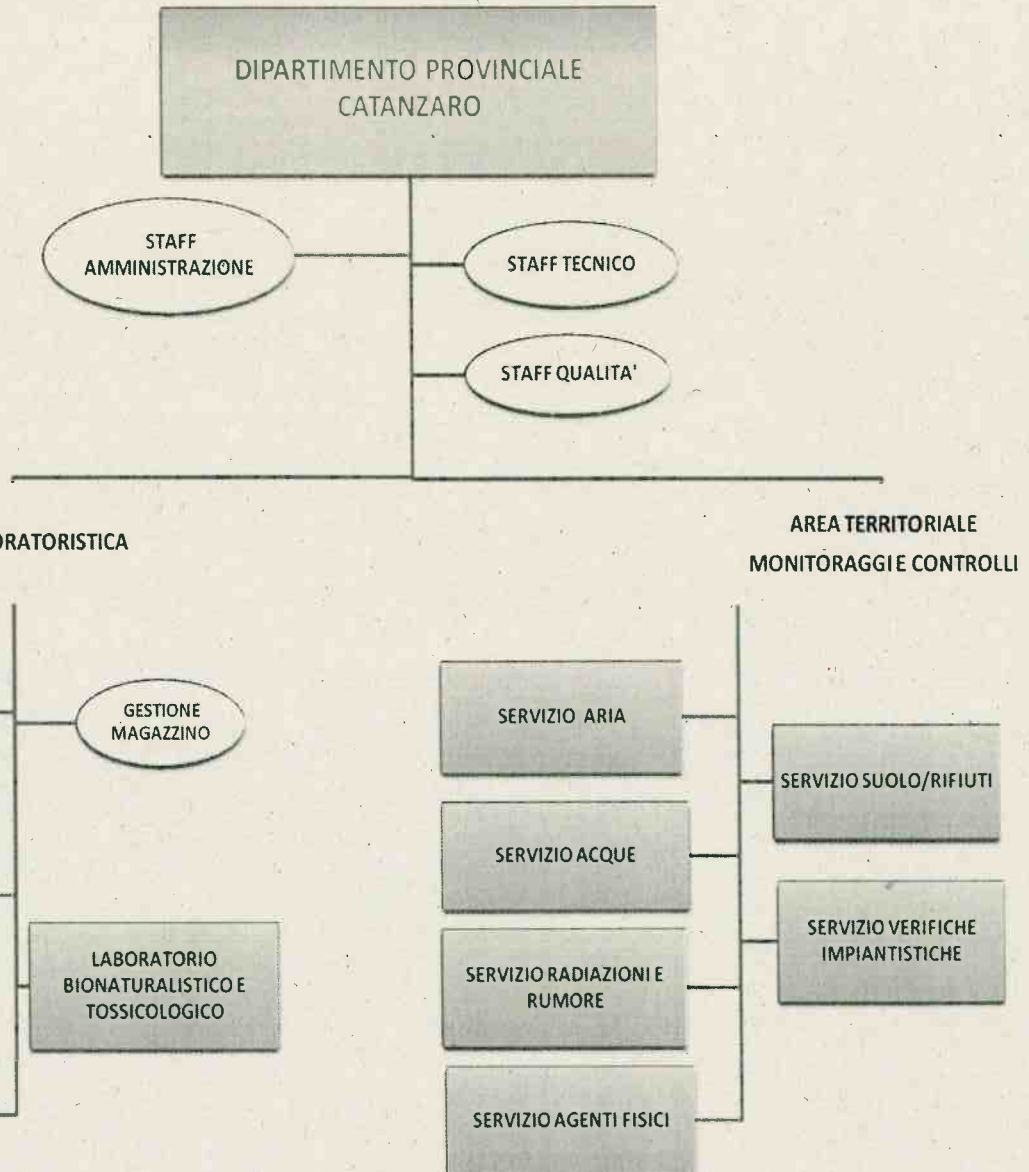 DIPARTIMENTO PROVINCIALE
CATANZARO
STAFF
AMMINISTRAZIONE
STAFF TECNICO
STAFF QUALITA'
ORATORISTICA
AREA TERRITORIALE
MONITORAGGI E CONTROLLI
GESTIONE
MAGAZZINO
LABORATORIO
BIONATURALISTICO E
TOSSICOLOGICO
SERVIZIO ARIA
SERVIZIO ACQUE
SERVIZIO RADIAZIONI E
RUMORE
SERVIZIO AGENTI FISICI
SERVIZIO SUOLO/RIFIUTI
SERVIZIO VERIFICHE
IMPIANTISTICHE